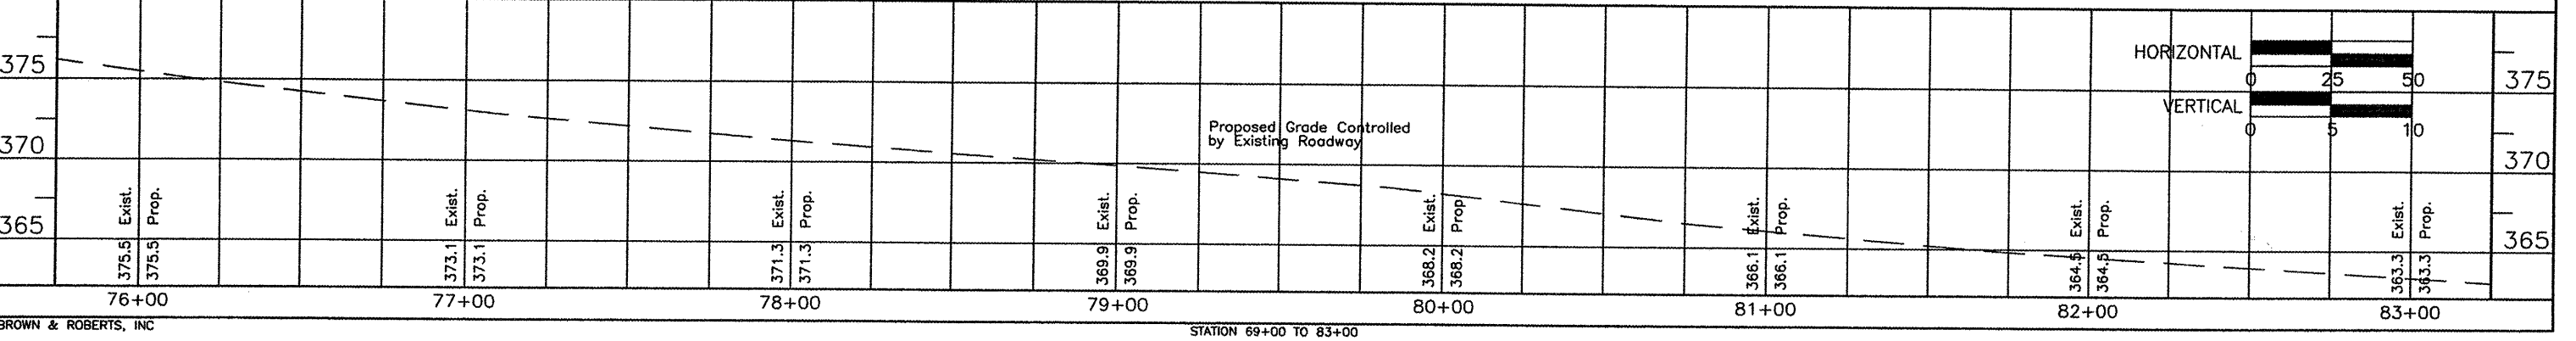 375
370
365
HORIZONTAL
0 25 50
VERTICAL
0 5 10
375
370
365
Proposed Grade Controlled
by Existing Roadway
375.5 Exist.
375.5 Prop.
373.1 Exist.
373.1 Prop.
371.3 Exist.
371.3 Prop.
369.9 Exist.
369.9 Prop.
368.2 Exist.
368.2 Prop.
366.1 Exist.
366.1 Prop.
364.5 Exist.
364.5 Prop.
363.3 Exist.
363.3 Prop.
76+00 77+00 78+00 79+00 80+00 81+00 82+00 83+00
BROWN & ROBERTS, INC
STATION 69+00 TO 83+00